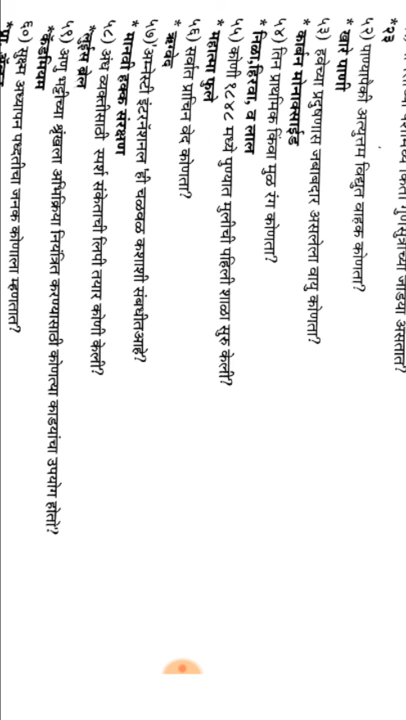 * २३
५२) पाण्यापैकी अत्युत्तम विद्युत वाहक कोणता?
* खारे पाणी
५३) हवेच्या प्रदुषणास जबाबदार असलेला वायु कोणता?
* कार्बन मोनाक्साईड
५४) तिन प्राथमिक किंवा मुळ रंग कोणता?
* निळा,हिरवा, व लाल
५५) कोणी १८४८ मध्ये पुण्यात मुलींची पहिली शाळा सुरु केली?
* महात्मा फुले
५६) सर्वात प्राचिन वेद कोणता?
* ऋग्वेद
५७)अम्नेस्टी इंटरनॅशनल ही चळवळ कशाशी संबधीतआहे?
* मानवी हक्क संरक्षण
५८) अंध व्यक्तीसाठी स्पर्श संकेताची लिपी तयार कोणी केली?
*लुईस ब्रेल
५९) अणु भट्टीच्या श्रृंखला अभिक्रिया नियंत्रित करण्यासाठी कोणत्या काडयांचा उपयोग होतो?
*कॅडमियम
६०) सुक्ष्म अध्यापन पध्दतीचा जनक कोणाला म्हणतात?